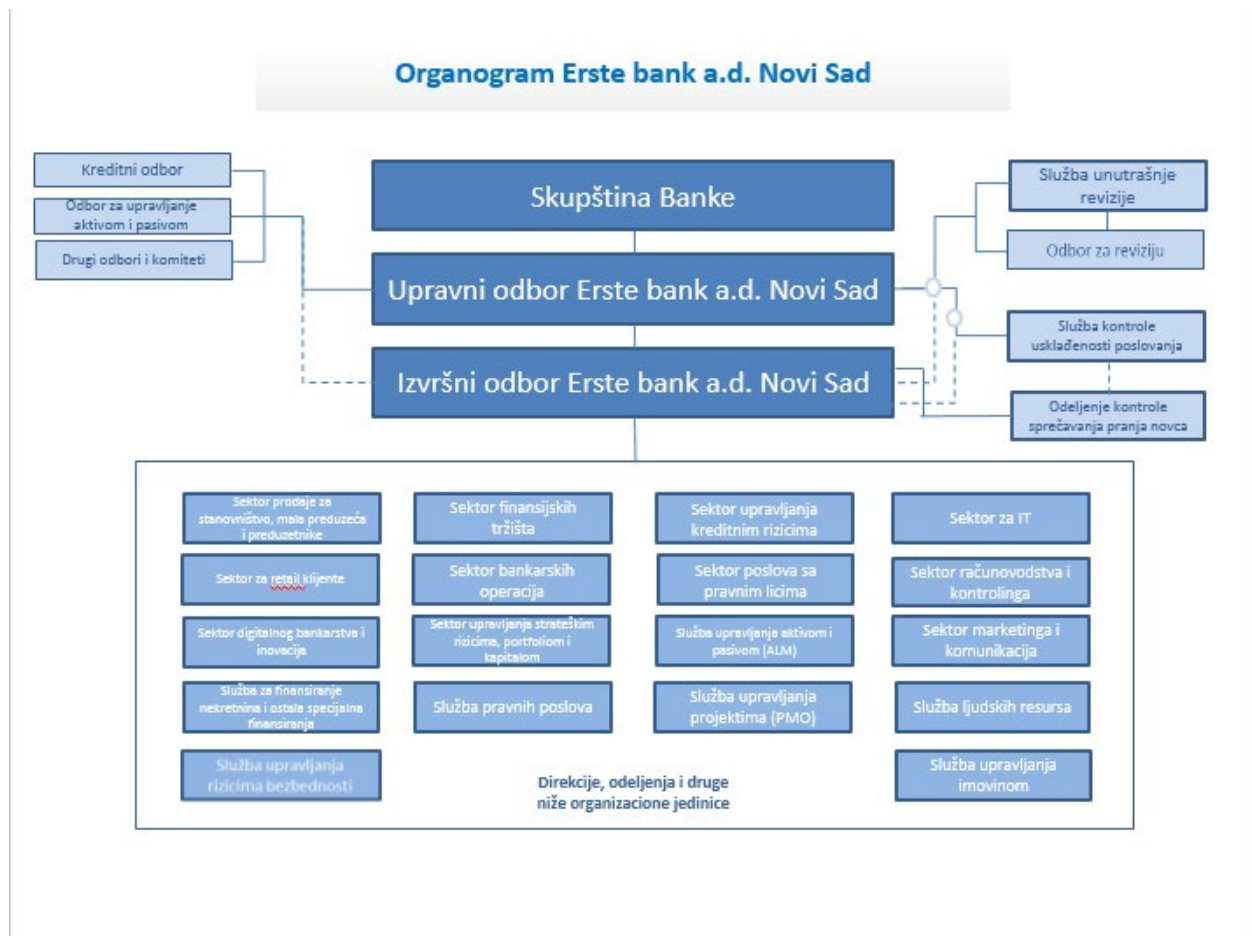 Organogram Erste bank a.d. Novi Sad
Kreditni odbor
Odbor za upravljanje
aktivom i pasivom
Drugi odbori i komiteti
Skupština Banke
Upravni odbor Erste bank a.d. Novi Sad
Izvršni odbor Erste bank a.d. Novi Sad
Služba unutrašnje
revizije
Odbor za reviziju
Služba kontrole
usklađenosti poslovanja
Odeljenje kontrole
sprečavanja pranja novca
Sektor prodaje za
stanovništvo, mala preduzeća
i preduzetnike
Sektor finansijskih
tržišta
Sektor upravljanja
kreditnim rizicima
Sektor za IT
Sektor za retail klijente
Sektor bankarskih
operacija
Sektor poslova sa
pravnim licima
Sektor računovodstva i
kontrolinga
Sektor digitalnog bankarstva i
inovacija
Sektor upravljanja strateškim
rizicima, portfoliom i
kapitalom
Služba upravljanja aktivom i
pasivom (ALM)
Sektor marketinga i
komunikacija
Služba za finansiranje
nekretnina i ostala specijalna
finansiranja
Služba pravnih poslova
Služba upravljanja
projektima (PMO)
Služba ljudskih resursa
Služba upravljanja
rizicima bezbednosti
Direkcije, odeljenja i druge
niže organizacione jedinice
Služba upravljanja
imovinom